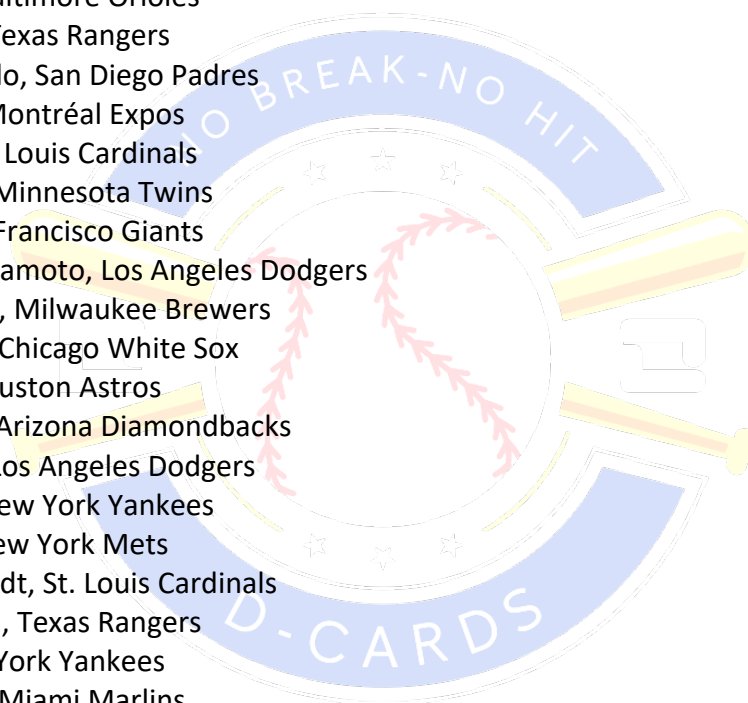 altimore Orioles
Texas Rangers
do, San Diego Padres
Montréal Expos
Louis Cardinals
Minnesota Twins
Francisco Giants
amoto, Los Angeles Dodgers
, Milwaukee Brewers
Chicago White Sox
uston Astros
Arizona Diamondbacks
Los Angeles Dodgers
ew York Yankees
ew York Mets
dt, St. Louis Cardinals
, Texas Rangers
York Yankees
Miami Marlins
NO BREAK-NO HIT
D-CARDS